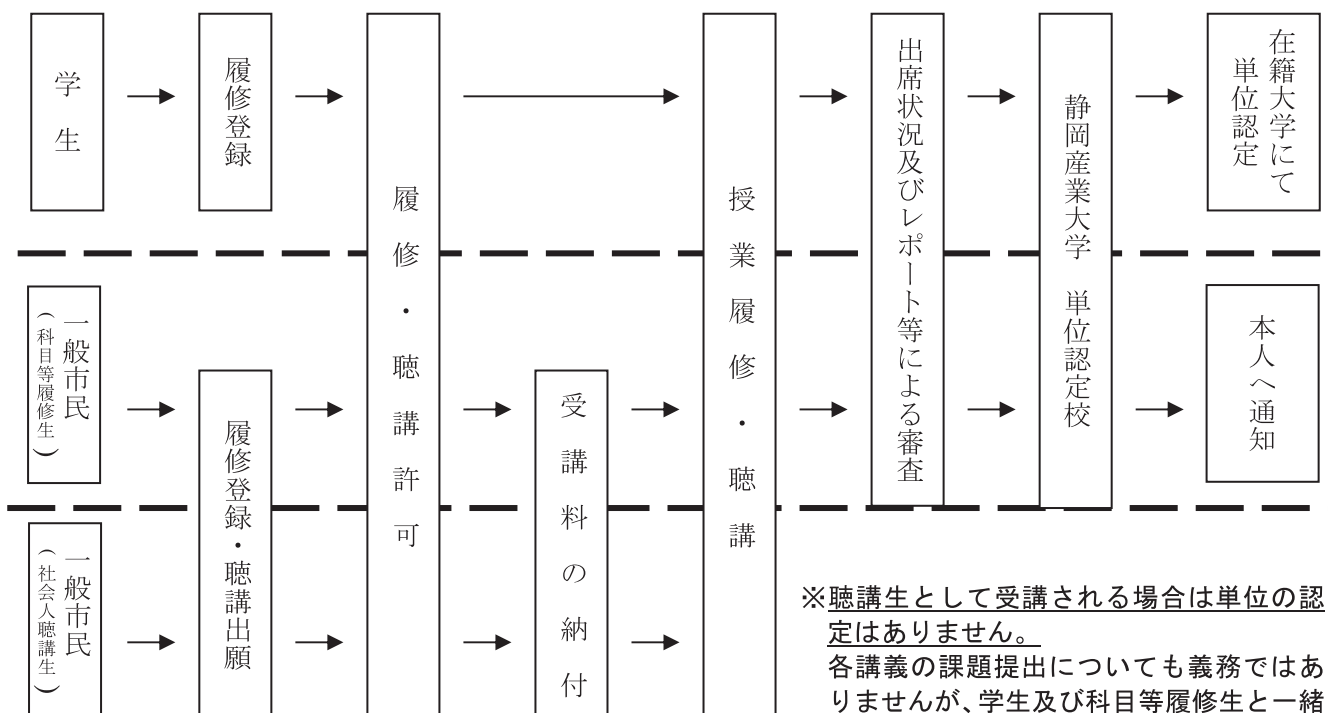 学生
履修登録
履修・聴講許可
授業履修・聴講
出席状況及びレポート等による審査
静岡産業大学　単位認定校
在籍大学にて
単位認定
一般市民
（科目等履修生）
履修登録・聴講出願
受講料の納付
本人へ通知
一般市民
（社会人聴講生）
※聴講生として受講される場合は単位の認
定はありません。
各講義の課題提出についても義務ではあ
りませんが、学生及び科目等履修生と一緒